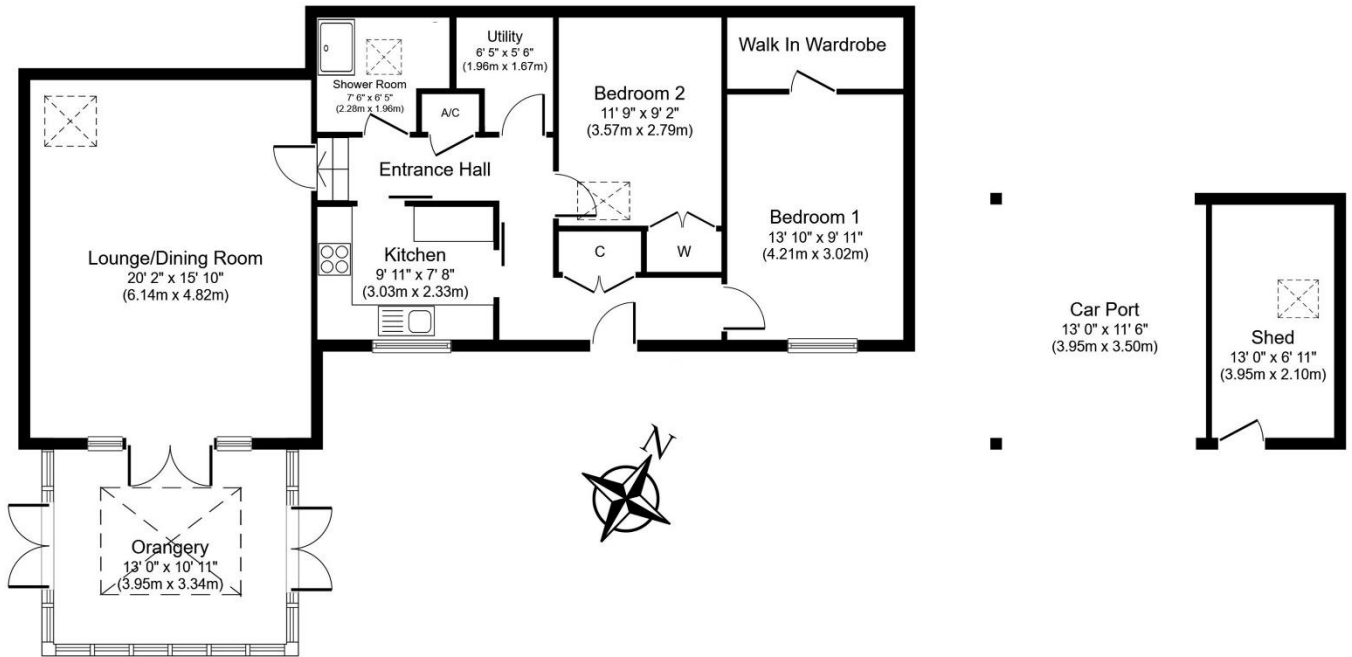 Utility
6' 5" x 5' 6"
(1.96m x 1.67m)
Walk In Wardrobe
Shower Room
7' 6" x 6' 5"
(2.28m x 1.96m)
A/C
Bedroom 2
11' 9" x 9' 2"
(3.57m x 2.79m)
Entrance Hall
Lounge/Dining Room
20' 2" x 15' 10"
(6.14m x 4.82m)
Kitchen
9' 11" x 7' 8"
(3.03m x 2.33m)
C
W
Bedroom 1
13' 10" x 9' 11"
(4.21m x 3.02m)
Car Port
13' 0" x 11' 6"
(3.95m x 3.50m)
Shed
13' 0" x 6' 11"
(3.95m x 2.10m)
N
Orangery
13' 0" x 10' 11"
(3.95m x 3.34m)